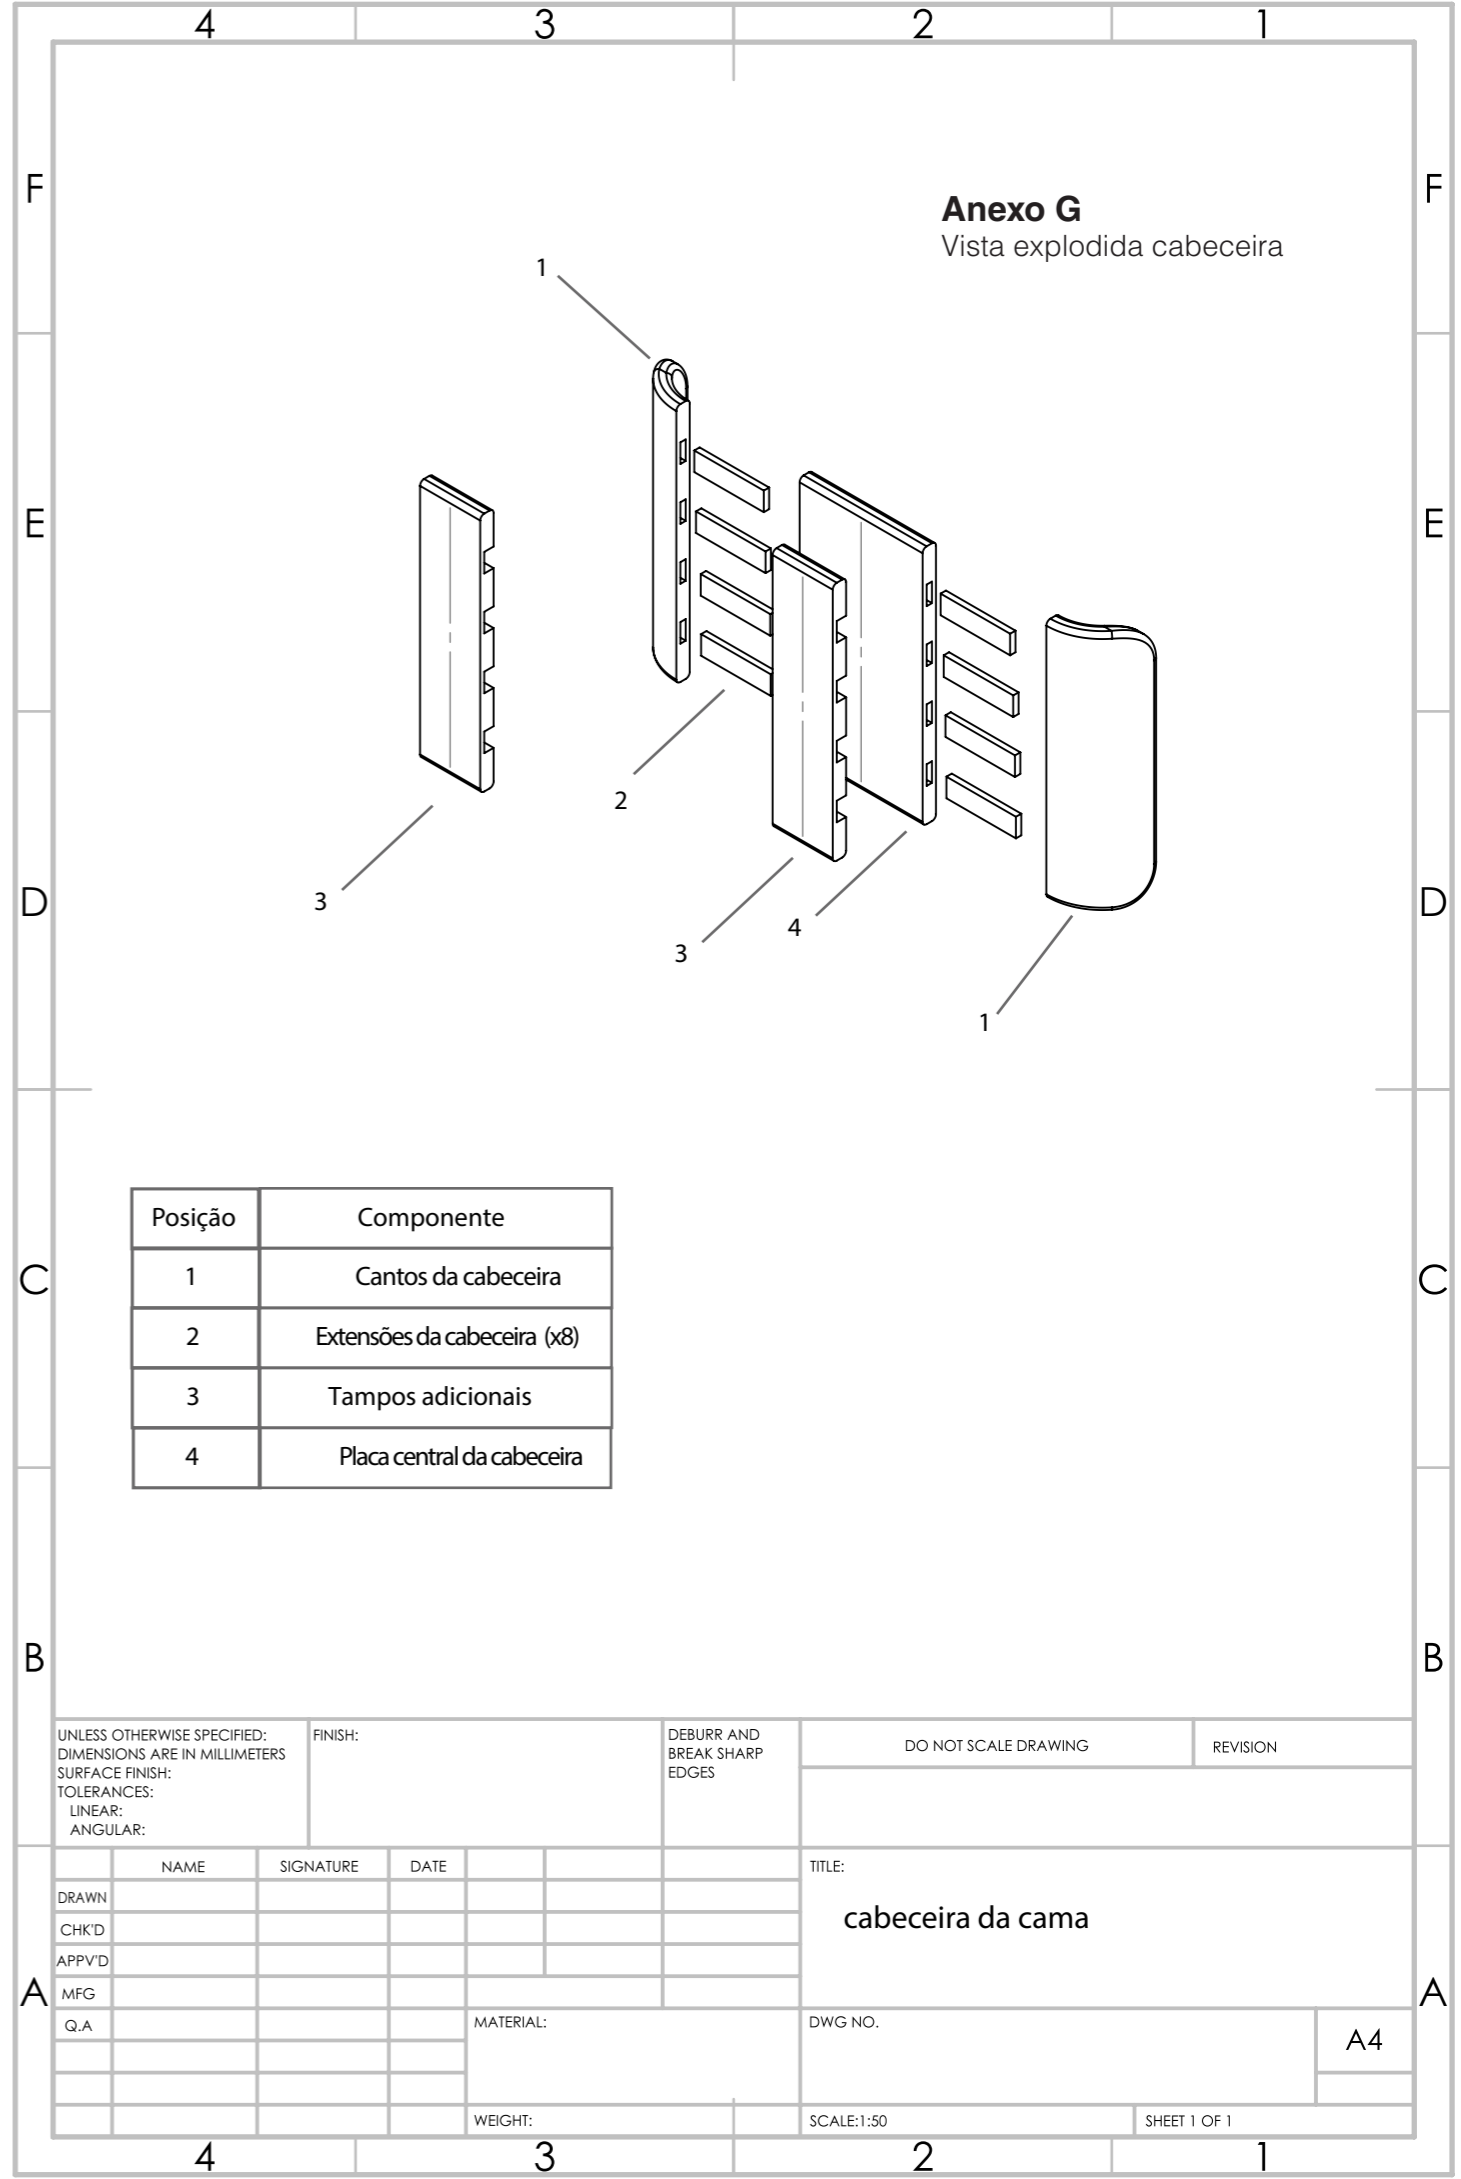 4 3 2 1
F F
Anexo G
Vista explodida cabeceira
1
E E
2
3
D D
4
3
1
Posição Componente
1 Cantos da cabeceira
C C
2 Extensões da cabeceira (x8)
3 Tampos adicionais
4 Placa central da cabeceira
B B
UNLESS OTHERWISE SPECIFIED:
DIMENSIONS ARE IN MILLIMETERS
SURFACE FINISH:
TOLERANCES:
LINEAR:
ANGULAR:
FINISH:
DEBURR AND
BREAK SHARP
EDGES
DO NOT SCALE DRAWING
REVISION
NAME SIGNATURE DATE
DRAWN
CHK'D
APPV'D
MFG
Q.A
TITLE:
cabeceira da cama
A A
MATERIAL:
DWG NO.
A4
WEIGHT:
SCALE:1:50
SHEET 1 OF 1
4 3 2 1